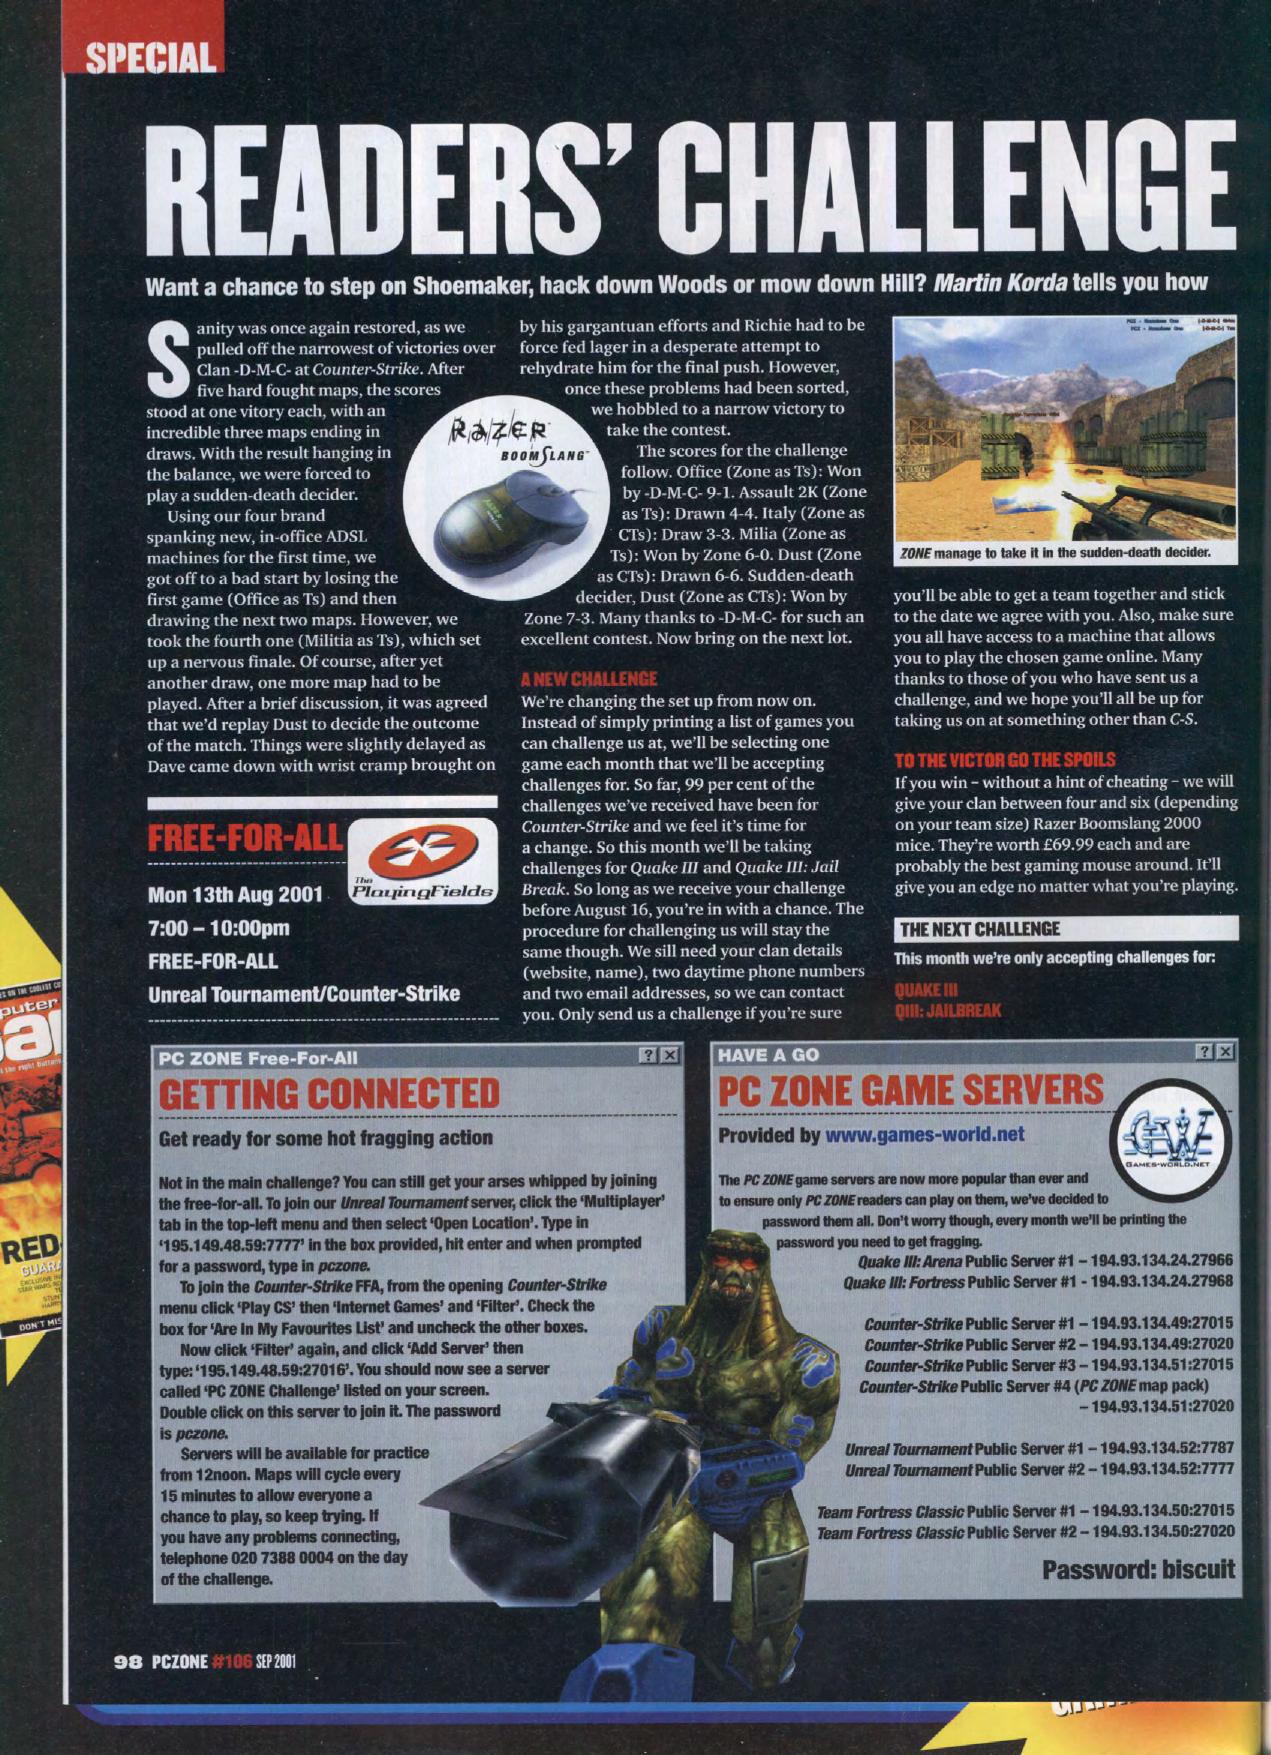 SPECIAL
READERS' CHALLENGE
Want a chance to step on Shoemaker, hack down Woods or mow down Hill? Martin Korda tells you how
Sanity was once again restored, as we
pulled off the narrowest of victories over
Clan -D-M-C- at Counter-Strike. After
five hard fought maps, the scores
stood at one vitory each, with an
incredible three maps ending in
draws. With the result hanging in
the balance, we were forced to
play a sudden-death decider.
Using our four brand
spanking new, in-office ADSL
machines for the first time, we
got off to a bad start by losing the
first game (Office as Ts) and then
drawing the next two maps. However, we
took the fourth one (Militia as Ts), which set
up a nervous finale. Of course, after yet
another draw, one more map had to be
played. After a brief discussion, it was agreed
that we'd replay Dust to decide the outcome
of the match. Things were slightly delayed as
Dave came down with wrist cramp brought on
by his gargantuan efforts and Richie had to be
force fed lager in a desperate attempt to
rehydrate him for the final push. However,
once these problems had been sorted,
we hobbled to a narrow victory to
take the contest.
The scores for the challenge
follow. Office (Zone as Ts): Won
by -D-M-C- 9-1. Assault 2K (Zone
as Ts): Drawn 4-4. Italy (Zone as
CTs): Draw 3-3. Milia (Zone as
Ts): Won by Zone 6-0. Dust (Zone
as CTs): Drawn 6-6. Sudden-death
decider, Dust (Zone as CTs): Won by
Zone 7-3. Many thanks to -D-M-C- for such an
excellent contest. Now bring on the next lot.
RAZER
BOOMSLANG™
A NEW CHALLENGE
We're changing the set up from now on.
Instead of simply printing a list of games you
can challenge us at, we'll be selecting one
game each month that we'll be accepting
challenges for. So far, 99 per cent of the
challenges we've received have been for
Counter-Strike and we feel it's time for
a change. So this month we'll be taking
challenges for Quake III and Quake III: Jail
Break. So long as we receive your challenge
before August 16, you're in with a chance. The
procedure for challenging us will stay the
same though. We sill need your clan details
(website, name), two daytime phone numbers
and two email addresses, so we can contact
you. Only send us a challenge if you're sure
ZONE manage to take it in the sudden-death decider.
you'll be able to get a team together and stick
to the date we agree with you. Also, make sure
you all have access to a machine that allows
you to play the chosen game online. Many
thanks to those of you who have sent us a
challenge, and we hope you'll all be up for
taking us on at something other than C-S.
TO THE VICTOR GO THE SPOILS
If you win – without a hint of cheating – we will
give your clan between four and six (depending
on your team size) Razer Boomslang 2000
mice. They're worth £69.99 each and are
probably the best gaming mouse around. It'll
give you an edge no matter what you're playing.
THE NEXT CHALLENGE
This month we're only accepting challenges for:
QUAKE III
QIII: JAILBREAK
FREE-FOR-ALL
The
PlayingFields
Mon 13th Aug 2001
7:00 – 10:00pm
FREE-FOR-ALL
Unreal Tournament/Counter-Strike
PC ZONE Free-For-All
GETTING CONNECTED
Get ready for some hot fragging action
Not in the main challenge? You can still get your arses whipped by joining
the free-for-all. To join our Unreal Tournament server, click the 'Multiplayer'
tab in the top-left menu and then select 'Open Location'. Type in
'195.149.48.59:7777' in the box provided, hit enter and when prompted
for a password, type in pczone.
To join the Counter-Strike FFA, from the opening Counter-Strike
menu click 'Play CS' then 'Internet Games' and 'Filter'. Check the
box for 'Are In My Favourites List' and uncheck the other boxes.
Now click 'Filter' again, and click 'Add Server' then
type: '195.149.48.59:27016'. You should now see a server
called 'PC ZONE Challenge' listed on your screen.
Double click on this server to join it. The password
is pczone.
Servers will be available for practice
from 12noon. Maps will cycle every
15 minutes to allow everyone a
chance to play, so keep trying. If
you have any problems connecting,
telephone 020 7388 0004 on the day
of the challenge.
HAVE A GO
PC ZONE GAME SERVERS
Provided by www.games-world.net
GW
GAMES-WORLD.NET
The PC ZONE game servers are now more popular than ever and
to ensure only PC ZONE readers can play on them, we've decided to
password them all. Don't worry though, every month we'll be printing the
password you need to get fragging.
Quake III: Arena Public Server #1 – 194.93.134.24.27966
Quake III: Fortress Public Server #1 - 194.93.134.24.27968
Counter-Strike Public Server #1 – 194.93.134.49:27015
Counter-Strike Public Server #2 – 194.93.134.49:27020
Counter-Strike Public Server #3 – 194.93.134.51:27015
Counter-Strike Public Server #4 (PC ZONE map pack)
– 194.93.134.51:27020
Unreal Tournament Public Server #1 – 194.93.134.52:7787
Unreal Tournament Public Server #2 – 194.93.134.52:7777
Team Fortress Classic Public Server #1 – 194.93.134.50:27015
Team Fortress Classic Public Server #2 – 194.93.134.50:27020
Password: biscuit
98 PCZONE #106 SEP 2001
puter
RED
GUARA
DON'T MIS